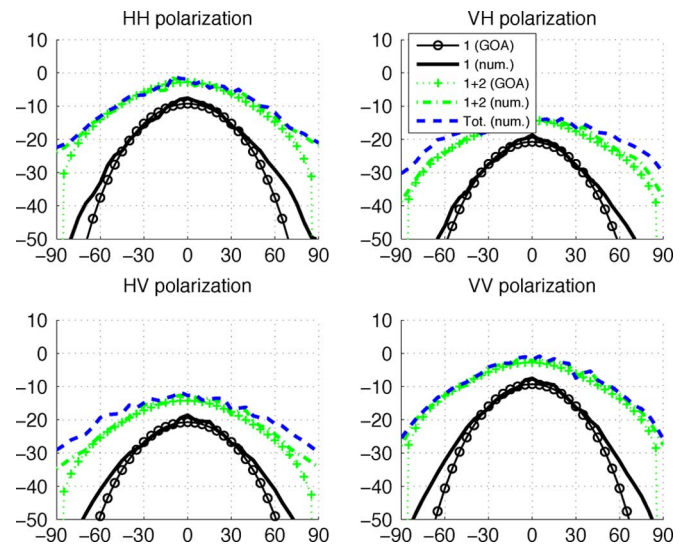 HH polarization
VH polarization
10
0
−10
−20
−30
−40
−50
−90 −60 −30 0 30 60 90
10
0
−10
−20
−30
−40
−50
−90 −60 −30 0 30 60 90
1 (GOA)
1 (num.)
1+2 (GOA)
1+2 (num.)
Tot. (num.)
HV polarization
VV polarization
10
0
−10
−20
−30
−40
−50
−90 −60 −30 0 30 60 90
10
0
−10
−20
−30
−40
−50
−90 −60 −30 0 30 60 90